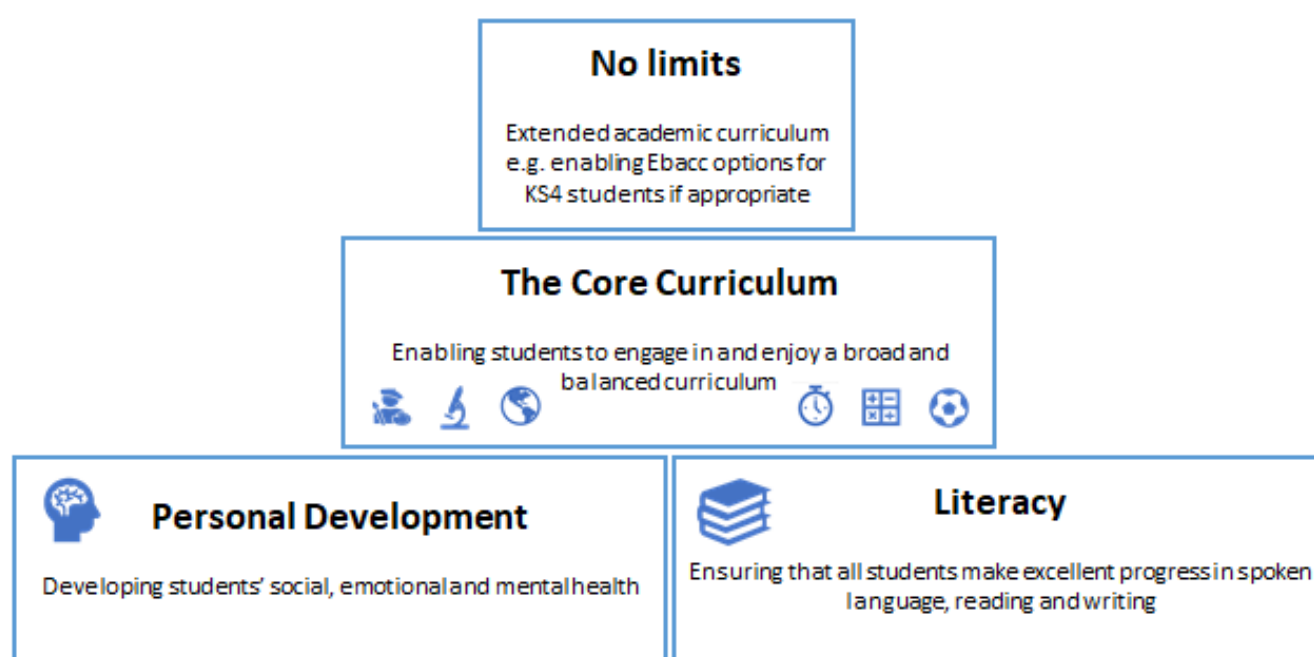 No limits
Extended academic curriculum
e.g. enabling Ebacc options for
KS4 students if appropriate
The Core Curriculum
Enabling students to engage in and enjoy a broad and
balanced curriculum
Personal Development
Developing students' social, emotional and mental health
Literacy
Ensuring that all students make excellent progress in spoken
language, reading and writing